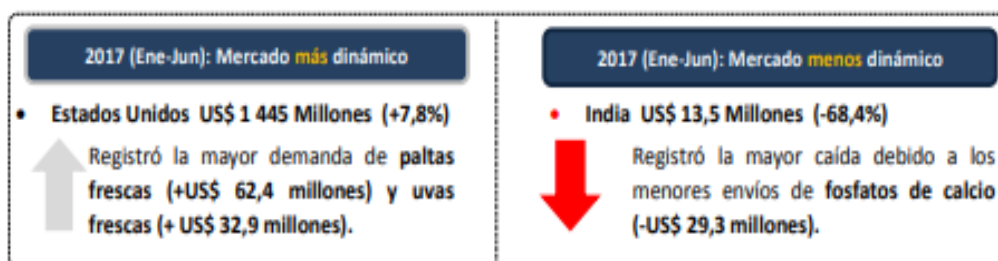 2017 (Ene-Jun): Mercado más dinámico
• Estados Unidos US$ 1 445 Millones (+7,8%)
Registró la mayor demanda de paltas
frescas (+US$ 62,4 millones) y uvas
frescas (+ US$ 32,9 millones).
2017 (Ene-Jun): Mercado menos dinámico
• India US$ 13,5 Millones (-68,4%)
Registró la mayor caída debido a los
menores envíos de fosfatos de calcio
(-US$ 29,3 millones).